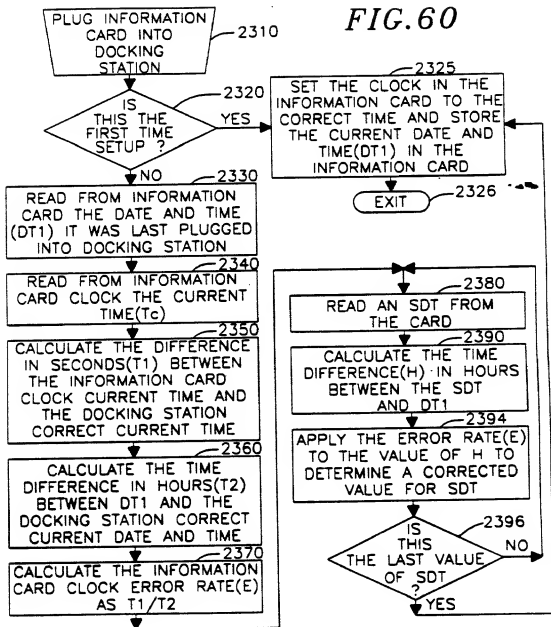 FIG.60
PLUG INFORMATION
CARD INTO
DOCKING
STATION
2310
IS
THIS THE
FIRST TIME
SETUP ?
2320
YES
NO
2325
SET THE CLOCK IN THE
INFORMATION CARD TO THE
CORRECT TIME AND STORE
THE CURRENT DATE AND
TIME(DT1) IN THE
INFORMATION CARD
EXIT
2326
2330
READ FROM INFORMATION
CARD THE DATE AND TIME
(DT1) IT WAS LAST PLUGGED
INTO DOCKING STATION
2340
READ FROM INFORMATION
CARD CLOCK THE CURRENT
TIME(Tc)
2350
CALCULATE THE DIFFERENCE
IN SECONDS(T1) BETWEEN
THE INFORMATION CARD
CLOCK CURRENT TIME AND
THE DOCKING STATION
CORRECT CURRENT TIME
2360
CALCULATE THE TIME
DIFFERENCE IN HOURS(T2)
BETWEEN DT1 AND THE
DOCKING STATION CORRECT
CURRENT DATE AND TIME
2370
CALCULATE THE INFORMATION
CARD CLOCK ERROR RATE(E)
AS T1/T2
2380
READ AN SDT FROM
THE CARD
2390
CALCULATE THE TIME
DIFFERENCE(H) IN HOURS
BETWEEN THE SDT
AND DT1
2394
APPLY THE ERROR RATE(E)
TO THE VALUE OF H TO
DETERMINE A CORRECTED
VALUE FOR SDT
2396
IS
THIS
THE LAST VALUE
OF SDT
?
NO
YES